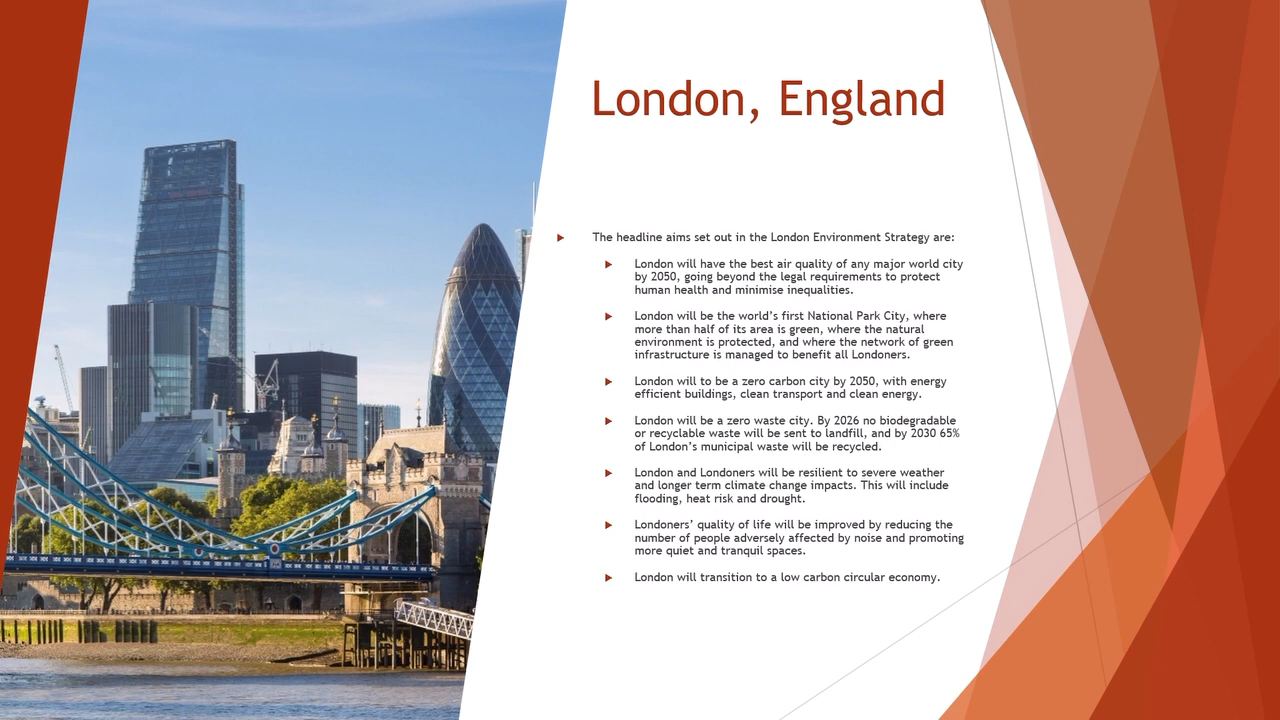 London, England
The headline aims set out in the London Environment Strategy are:
London will have the best air quality of any major world city
by 2050, going beyond the legal requirements to protect
human health and minimise inequalities.
London will be the world's first National Park City, where
more than half of its area is green, where the natural
environment is protected, and where the network of green
infrastructure is managed to benefit all Londoners.
London will to be a zero carbon city by 2050, with energy
efficient buildings, clean transport and clean energy.
London will be a zero waste city. By 2026 no biodegradable
or recyclable waste will be sent to landfill, and by 2030 65%
of London's municipal waste will be recycled.
London and Londoners will be resilient to severe weather
and longer term climate change impacts. This will include
flooding, heat risk and drought.
Londoners' quality of life will be improved by reducing the
number of people adversely affected by noise and promoting
more quiet and tranquil spaces.
London will transition to a low carbon circular economy.